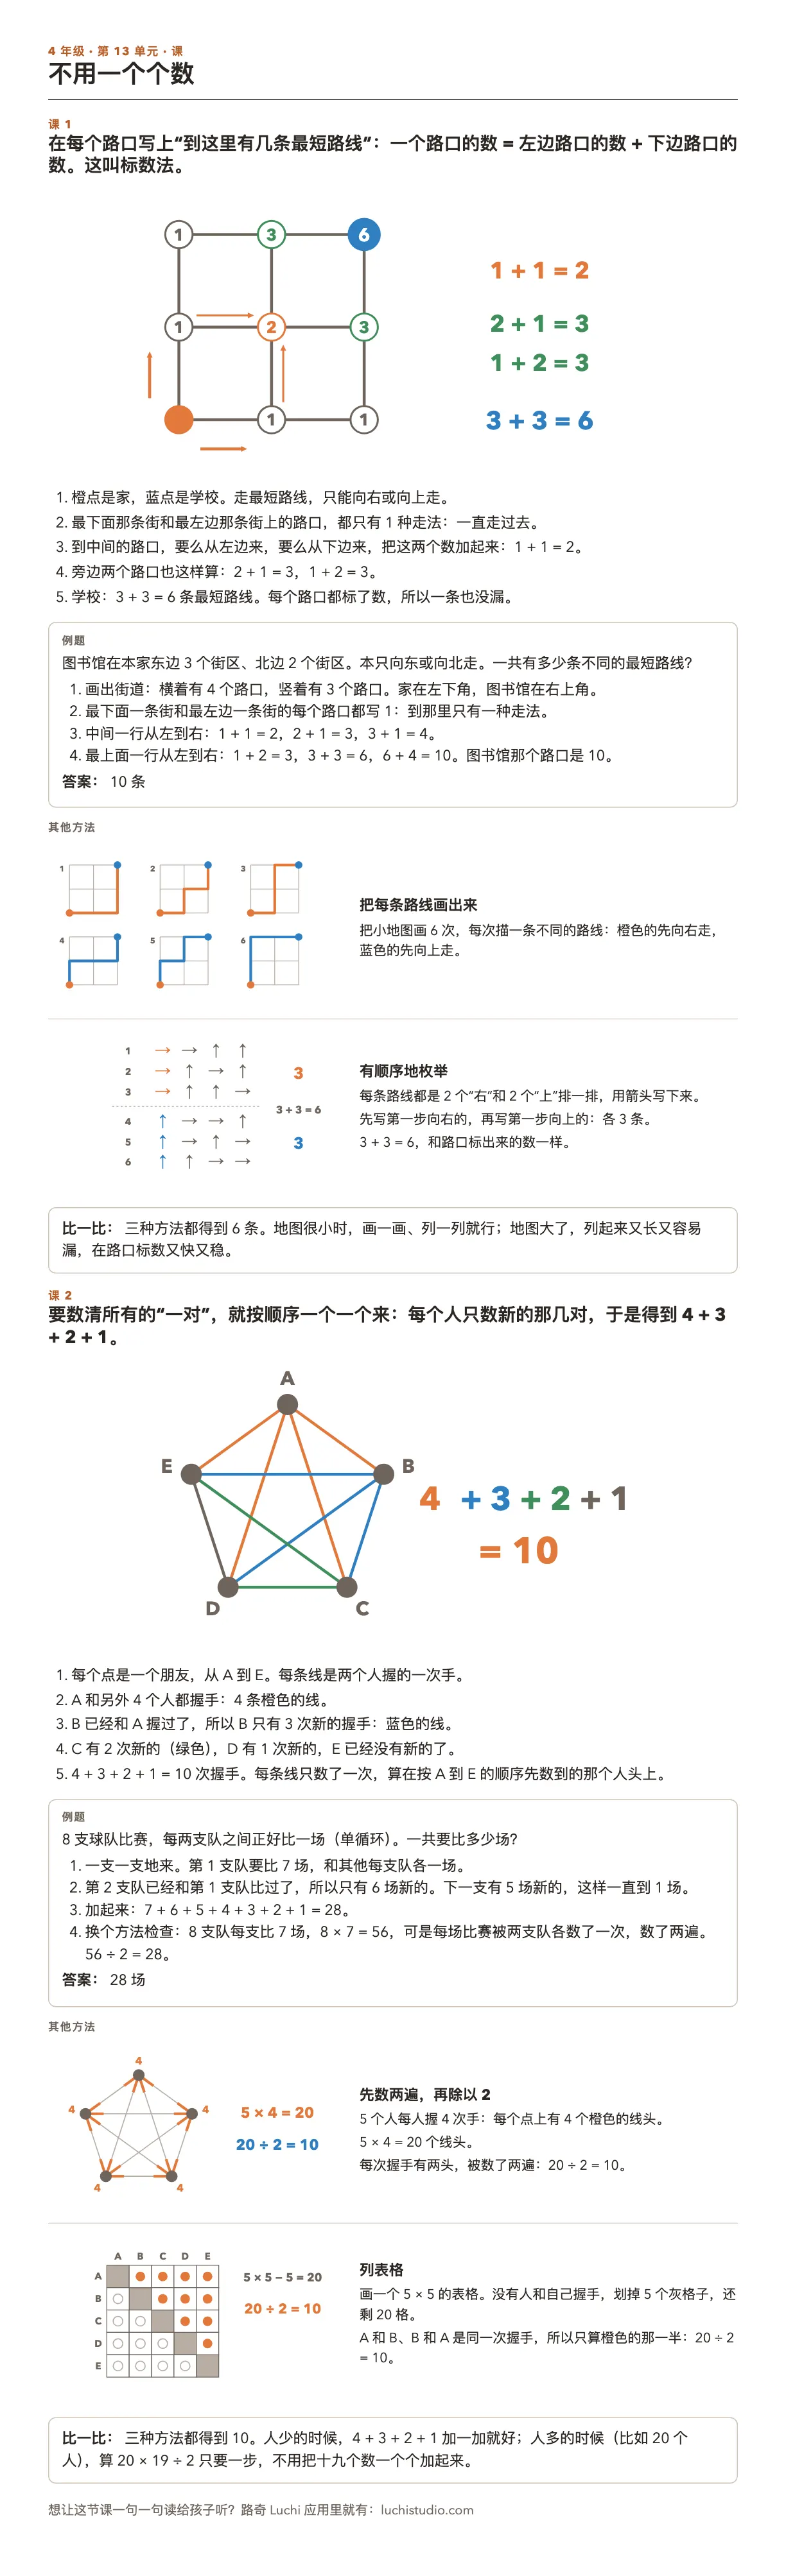 4 年级 · 第 13 单元 · 课
不用一个个数
课 1
在每个路口写上“到这里有几条最短路线”：一个路口的数 = 左边路口的数 + 下边路口的
数。这叫标数法。
1
3
6
1
2
3
1
1
1 + 1 = 2
2 + 1 = 3
1 + 2 = 3
3 + 3 = 6
1. 橙点是家，蓝点是学校。走最短路线，只能向右或向上走。
2. 最下面那条街和最左边那条街上的路口，都只有 1 种走法：一直走过去。
3. 到中间的路口，要么从左边来，要么从下边来，把这两个数加起来：1 + 1 = 2。
4. 旁边两个路口也这样算：2 + 1 = 3，1 + 2 = 3。
5. 学校：3 + 3 = 6 条最短路线。每个路口都标了数，所以一条也没漏。
例题
图书馆在本家东边 3 个街区、北边 2 个街区。本只向东或向北走。一共有多少条不同的最短路线？
1. 画出街道：横着有 4 个路口，竖着有 3 个路口。家在左下角，图书馆在右上角。
2. 最下面一条街和最左边一条街的每个路口都写 1：到那里只有一种走法。
3. 中间一行从左到右：1 + 1 = 2，2 + 1 = 3，3 + 1 = 4。
4. 最上面一行从左到右：1 + 2 = 3，3 + 3 = 6，6 + 4 = 10。图书馆那个路口是 10。
答案： 10 条
其他方法
1
2
3
4
5
6
把每条路线画出来
把小地图画 6 次，每次描一条不同的路线：橙色的先向右走，
蓝色的先向上走。
1 → → ↑ ↑
2 → ↑ → ↑
3 → ↑ ↑ →
4 ↑ → → ↑
5 ↑ → ↑ →
6 ↑ ↑ → →
3
3 + 3 = 6
3
有顺序地枚举
每条路线都是 2 个“右”和 2 个“上”排一排，用箭头写下来。
先写第一步向右的，再写第一步向上的：各 3 条。
3 + 3 = 6，和路口标出来的数一样。
比一比： 三种方法都得到 6 条。地图很小时，画一画、列一列就行；地图大了，列起来又长又容易
漏，在路口标数又快又稳。
课 2
要数清所有的“一对”，就按顺序一个一个来：每个人只数新的那几对，于是得到 4 + 3
+ 2 + 1。
A
E
B
D
C
4 + 3 + 2 + 1
= 10
1. 每个点是一个朋友，从 A 到 E。每条线是两个人握的一次手。
2. A 和另外 4 个人都握手：4 条橙色的线。
3. B 已经和 A 握过了，所以 B 只有 3 次新的握手：蓝色的线。
4. C 有 2 次新的（绿色），D 有 1 次新的，E 已经没有新的了。
5. 4 + 3 + 2 + 1 = 10 次握手。每条线只数了一次，算在按 A 到 E 的顺序先数到的那个人头上。
例题
8 支球队比赛，每两支队之间正好比一场（单循环）。一共要比多少场？
1. 一支一支地来。第 1 支队要比 7 场，和其他每支队各一场。
2. 第 2 支队已经和第 1 支队比过了，所以只有 6 场新的。下一支有 5 场新的，这样一直到 1 场。
3. 加起来：7 + 6 + 5 + 4 + 3 + 2 + 1 = 28。
4. 换个方法检查：8 支队每支比 7 场，8 × 7 = 56，可是每场比赛被两支队各数了一次，数了两遍。
56 ÷ 2 = 28。
答案： 28 场
其他方法
4
4
4
4
4
5 × 4 = 20
20 ÷ 2 = 10
先数两遍，再除以 2
5 个人每人握 4 次手：每个点上有 4 个橙色的线头。
5 × 4 = 20 个线头。
每次握手有两头，被数了两遍：20 ÷ 2 = 10。
A B C D E
A
B
C
D
E
5 × 5 – 5 = 20
20 ÷ 2 = 10
列表格
画一个 5 × 5 的表格。没有人和自己握手，划掉 5 个灰格子，还
剩 20 格。
A 和 B、B 和 A 是同一次握手，所以只算橙色的那一半：20 ÷ 2
= 10。
比一比： 三种方法都得到 10。人少的时候，4 + 3 + 2 + 1 加一加就好；人多的时候（比如 20 个
人），算 20 × 19 ÷ 2 只要一步，不用把十九个数一个个加起来。
想让这节课一句一句读给孩子听？路奇 Luchi 应用里就有：luchistudio.com